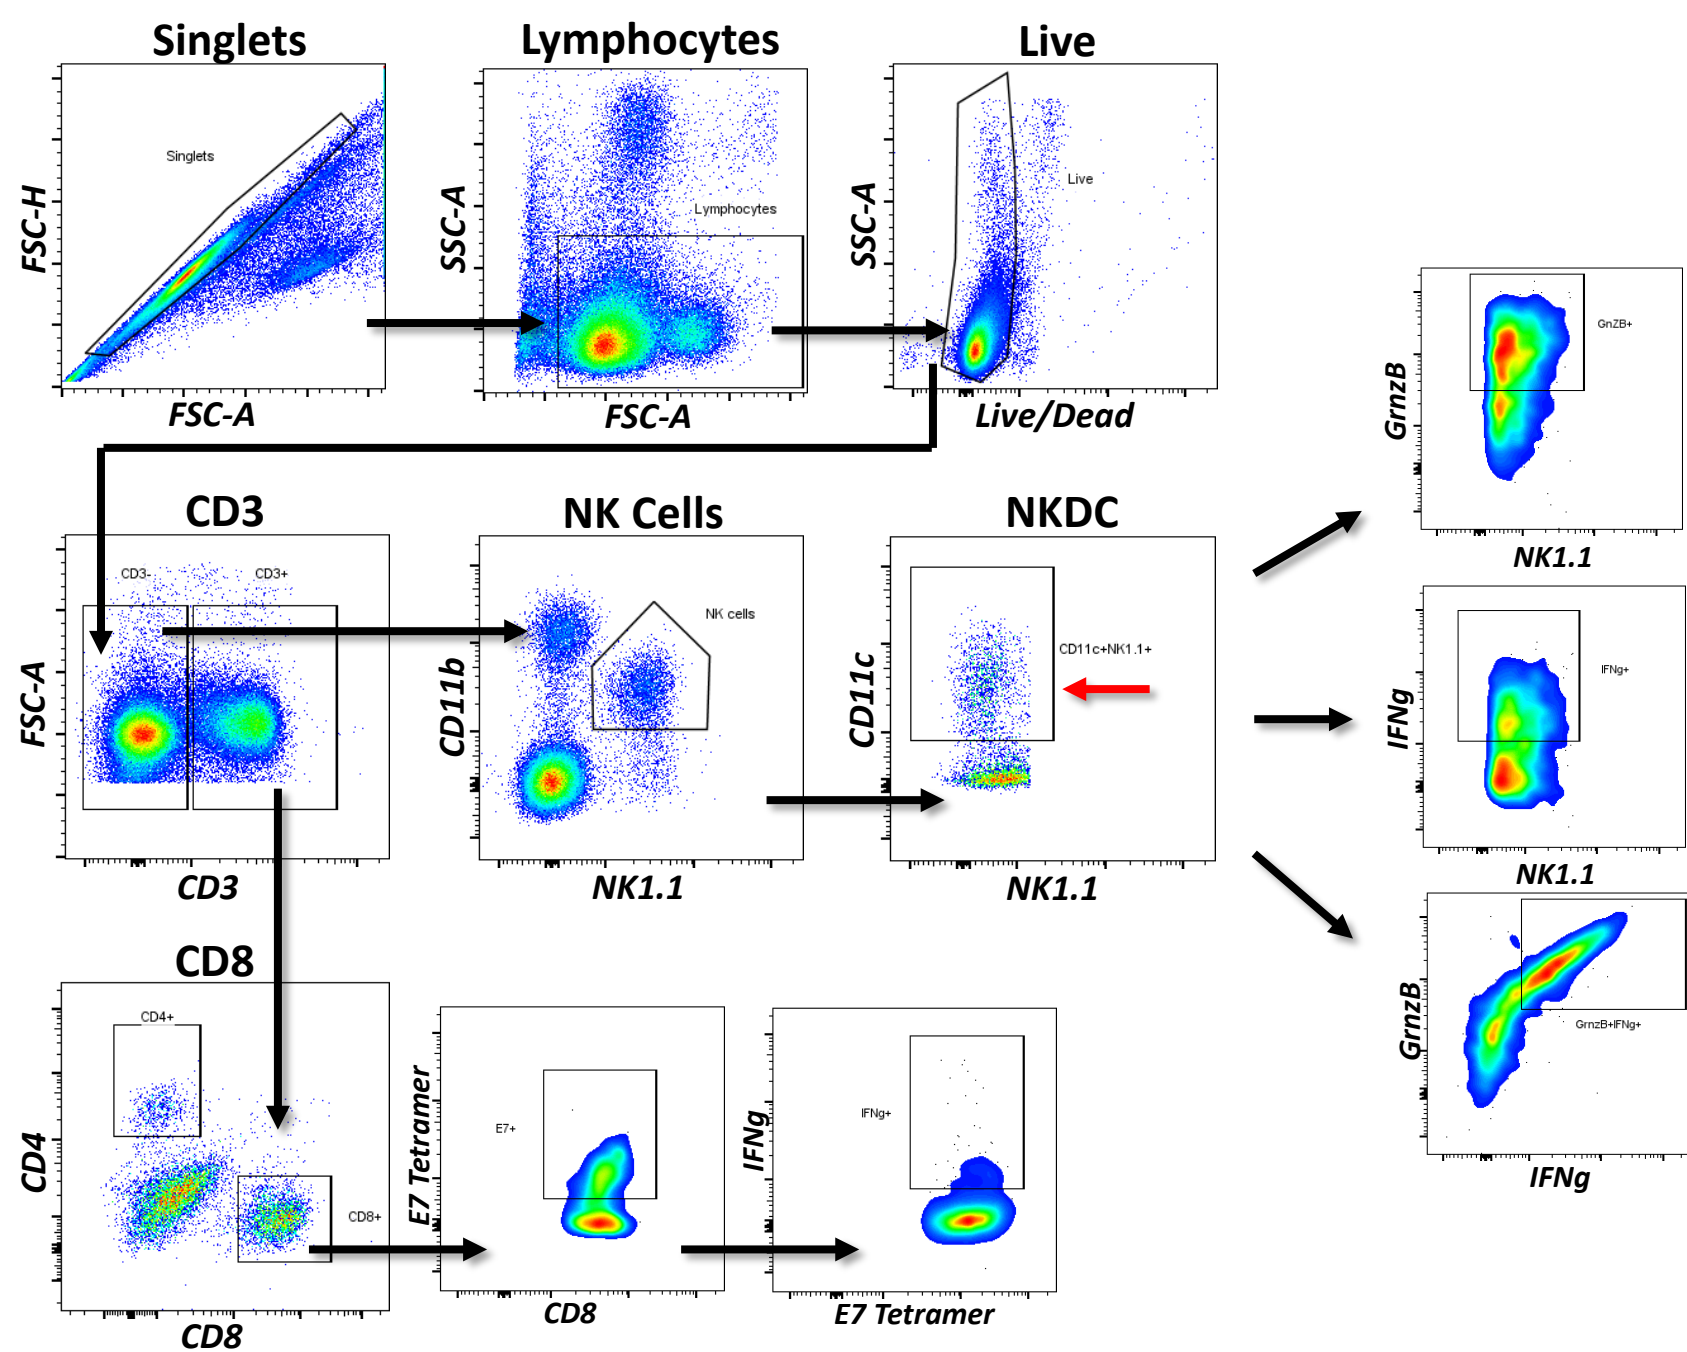 Singlets
Lymphocytes
Live
FSC-H
Singlets
FSC-A
SSC-A
Lymphocytes
FSC-A
SSC-A
Live
Live/Dead
GrnzB
GnZB+
NK1.1
CD3
NK Cells
NKDC
FSC-A
CD3-
CD3+
CD3
CD11b
NK cells
NK1.1
CD11c
CD11c+NK1.1+
NK1.1
IFNg
IFNg+
NK1.1
GrnzB
GrnzB+IFNg+
IFNg
CD8
CD4
CD4+
CD8+
CD8
E7 Tetramer
E7+
CD8
IFNg
IFNg+
E7 Tetramer